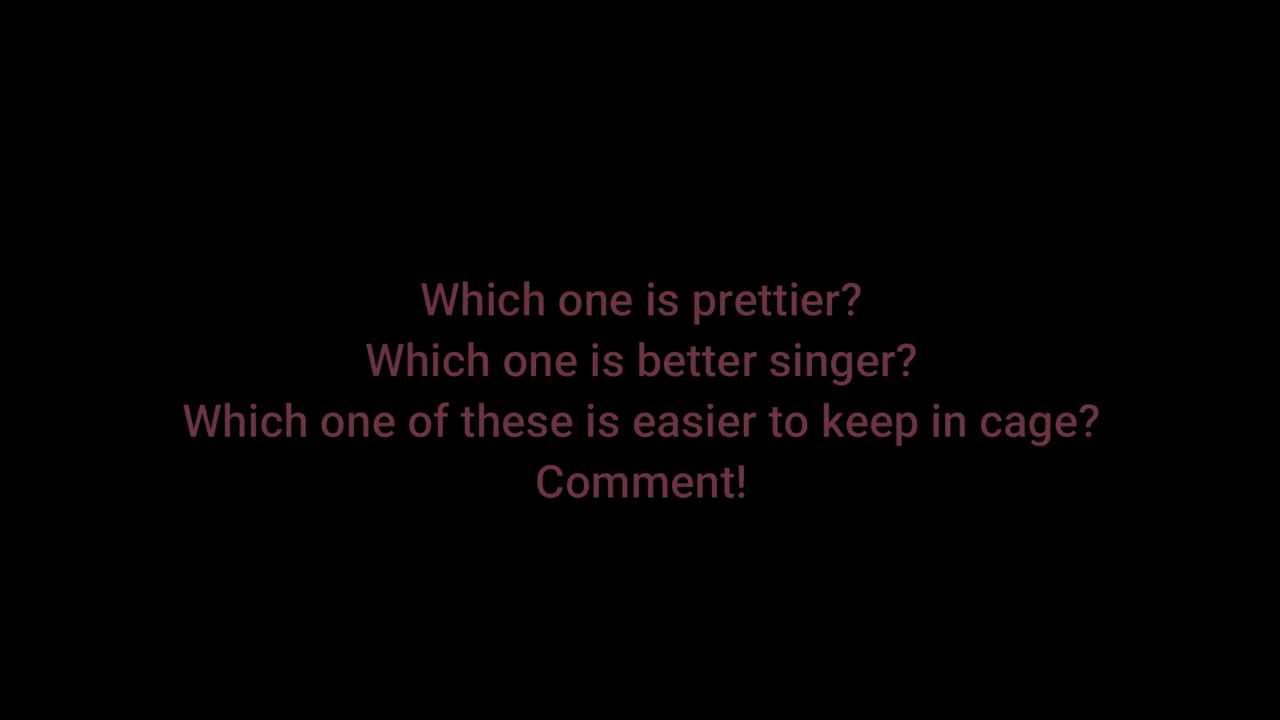 Which one is prettier?
Which one is better singer?
Which one of these is easier to keep in cage?
Comment!